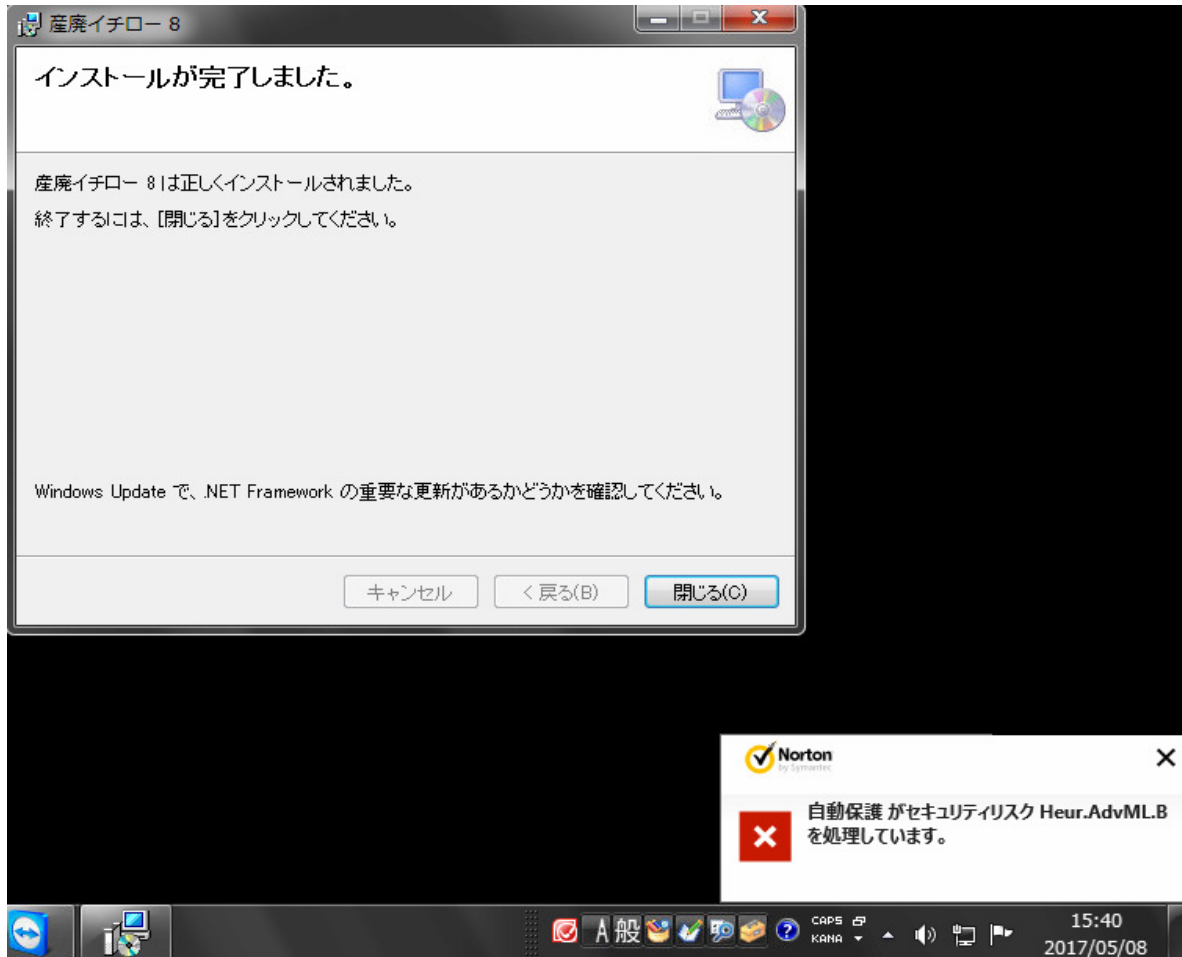 産廃イチロー 8
インストールが完了しました。
産廃イチロー 8は正しくインストールされました。
終了するには、[閉じる]をクリックしてください。
Windows Update で、.NET Framework の重要な更新があるかどうかを確認してください。
キャンセル
< 戻る(B)
閉じる(C)
Norton
by Symantec
自動保護 がセキュリティリスク Heur.AdvML.B
を処理しています。
A 般
CAPS
KANA
15:40
2017/05/08